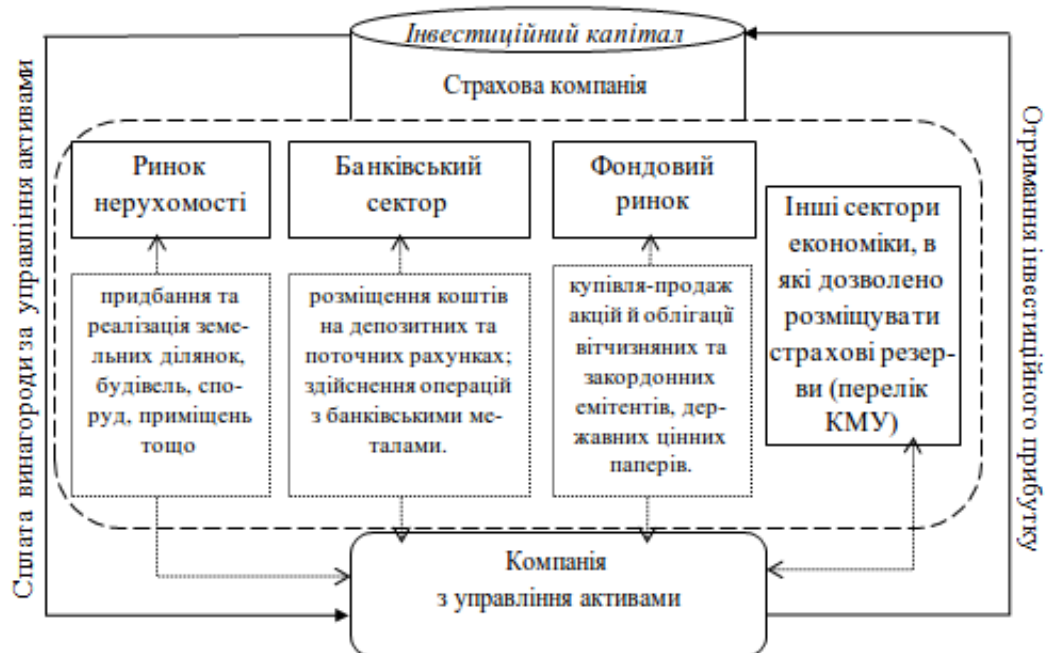 Інвестиційний капітал
Страхова компанія
Сплата винагороди за управління активами
Отримання інвестиційного прибутку
Ринок
нерухомості
Банківський
сектор
Фондовий
ринок
Інші сектори
економіки, в
які дозволено
розміщувати
страхові резер-
ви (перелік
КМУ)
придбання та
реалізація земе-
льних ділянок,
будівель, спо-
руд, приміщень
тощо
розміщення коштів
на депозитних та
поточних рахунках;
здійснення операцій
з банківськими ме-
талами.
купівля-продаж
акцій й облігації
вітчизняних та
закордонних
емітентів, дер-
жавних цінних
паперів.
Компанія
з управління активами